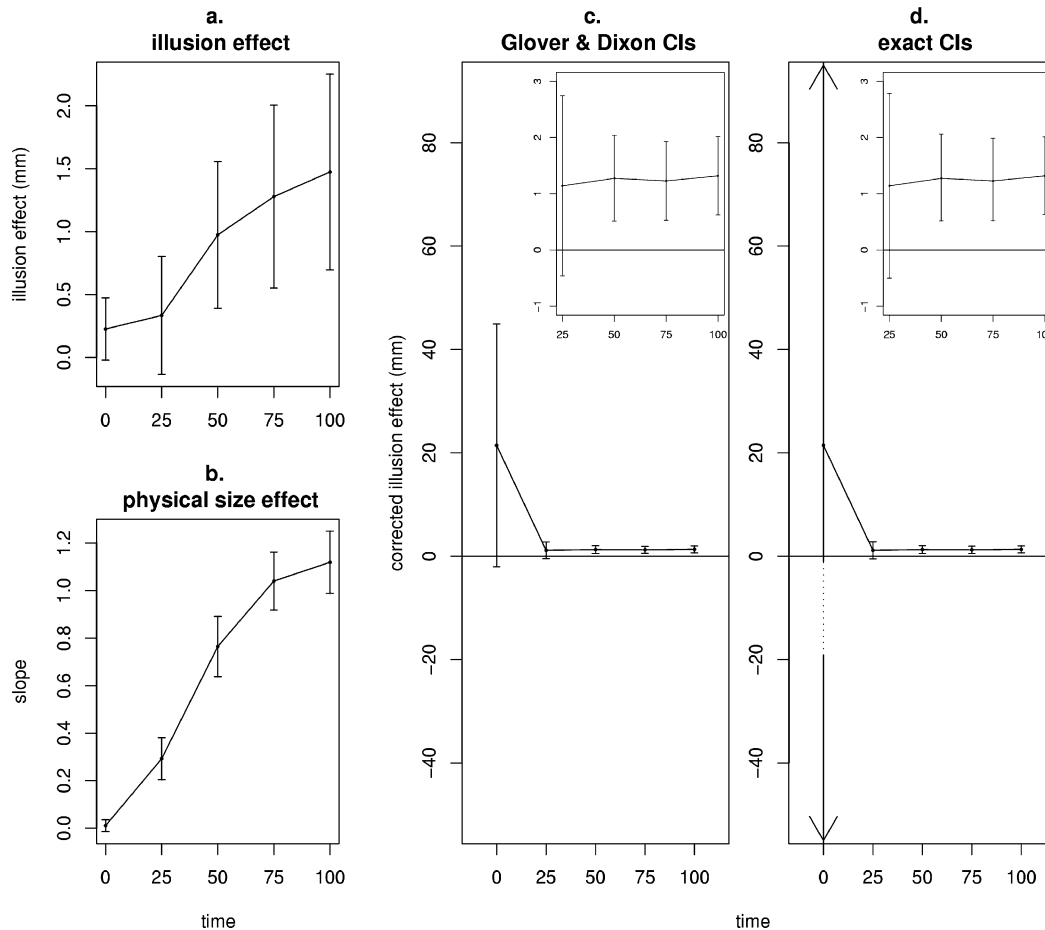 a.
illusion effect
illusion effect (mm)
2.0
1.5
1.0
0.5
0.0
0 25 50 75 100
b.
physical size effect
slope
1.2
1.0
0.8
0.6
0.4
0.2
0.0
0 25 50 75 100
time
c.
Glover & Dixon CIs
corrected illusion effect (mm)
80
60
40
20
0
−20
−40
3
2
1
0
−1
25 50 75 100
0 25 50 75 100
d.
exact CIs
80
60
40
20
0
−20
−40
3
2
1
0
−1
25 50 75 10
0 25 50 75 100
time